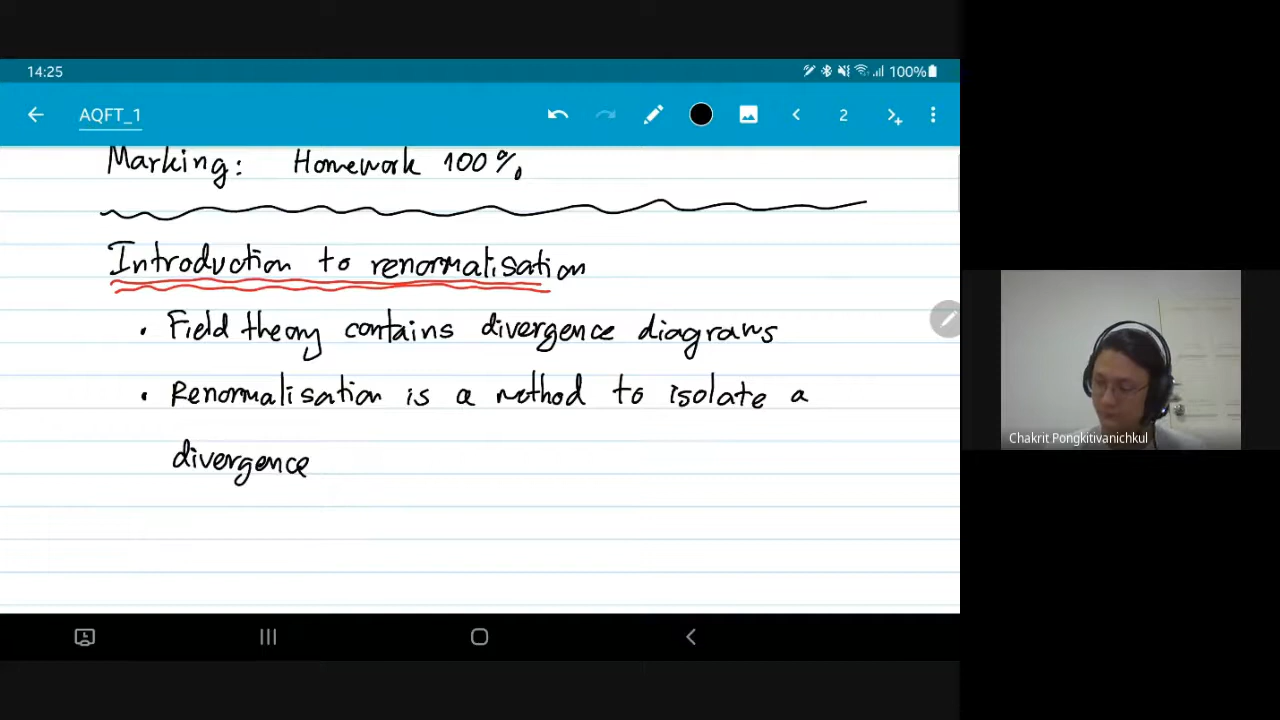 14:25
100%
AQFT_1
2
Marking: Homework 100%
Introduction to renormalisation
• Field theory contains divergence diagrams
• Renormalisation is a method to isolate a
divergence
Chakrit Pongkitivanichkul